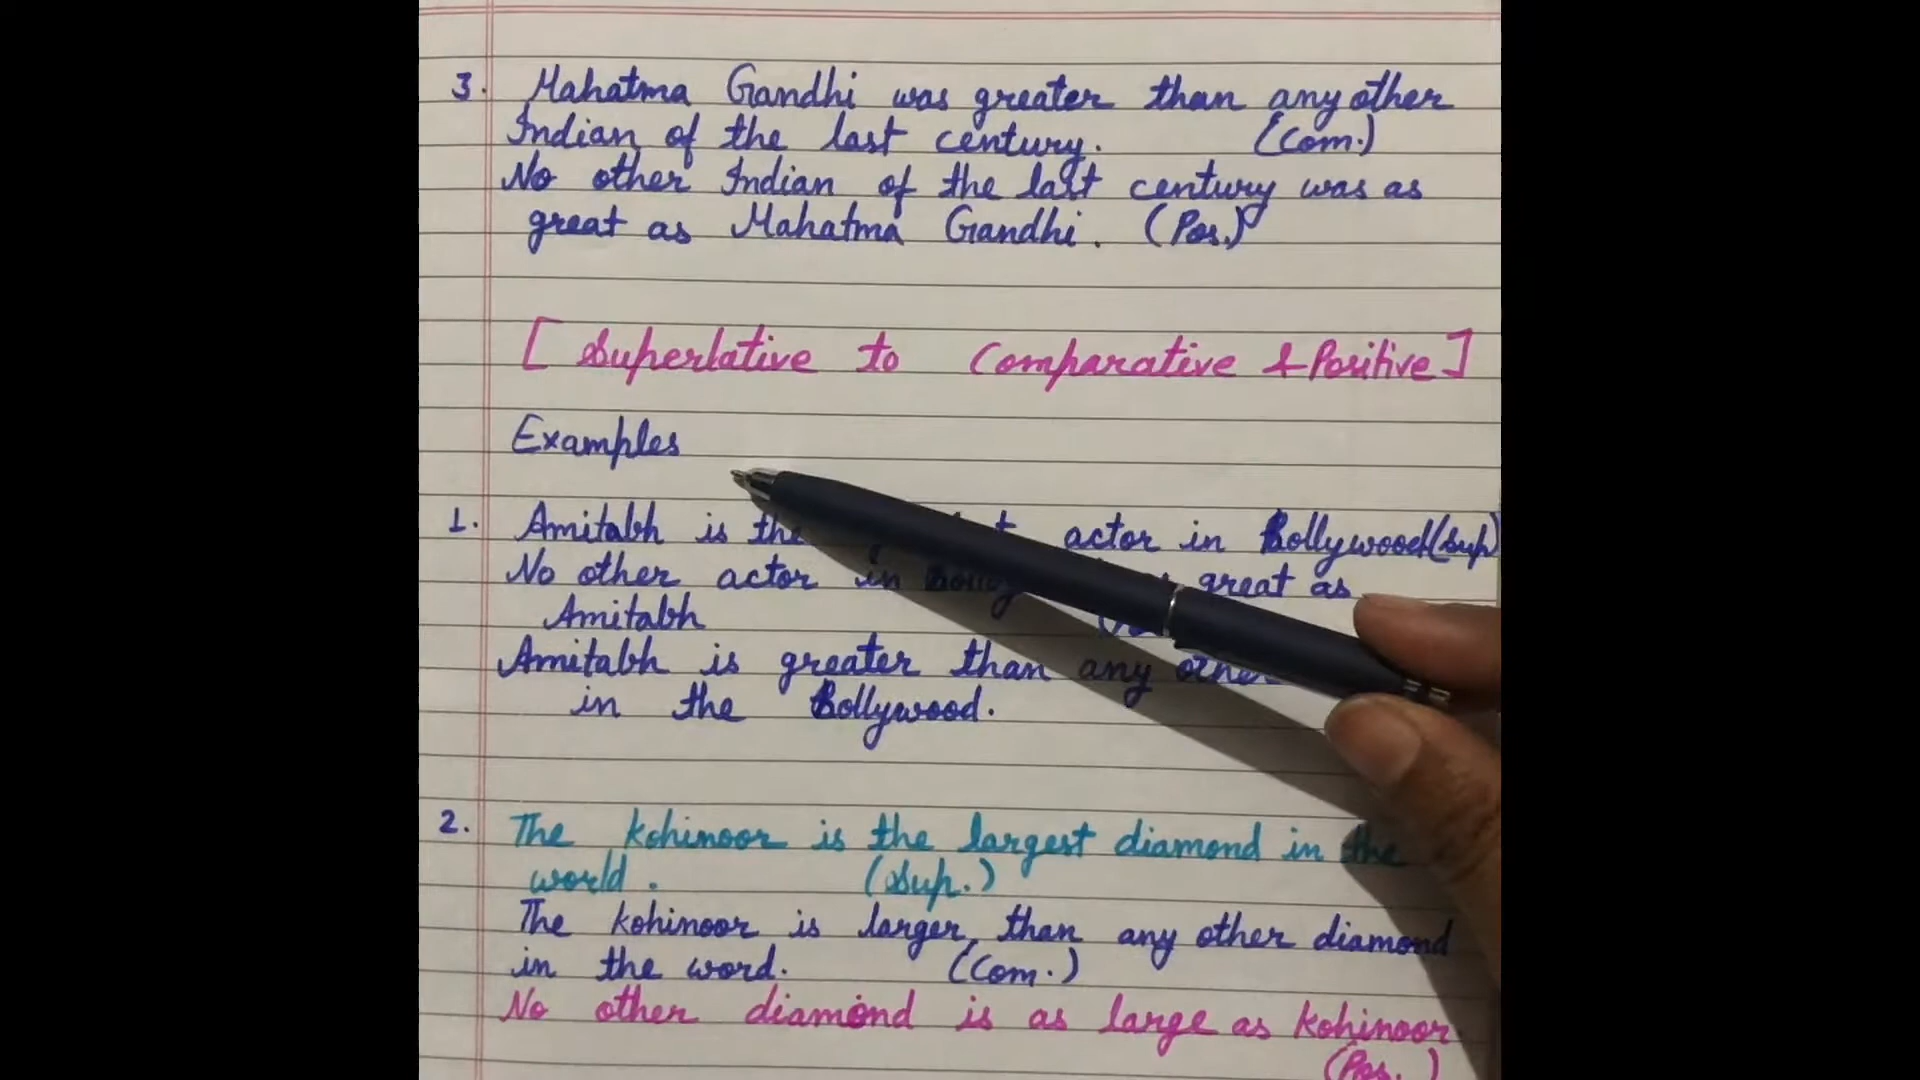 3. Mahatma Gandhi was greater than any other
Indian of the last century. (Com.)
No other Indian of the last century was as
great as Mahatma Gandhi. (Pos.)
[Superlative to Comparative & Positive]
Examples
1. Amitabh is the actor in Bollywood(sup)
No other actor in great as
Amitabh
Amitabh is greater than any other
in the Bollywood.
2. The kohinoor is the largest diamond in the
world. (Sup.)
The kohinoor is larger than any other diamond
in the word. (Com.)
No other diamond is as large as kohinoor.
(Pos.)